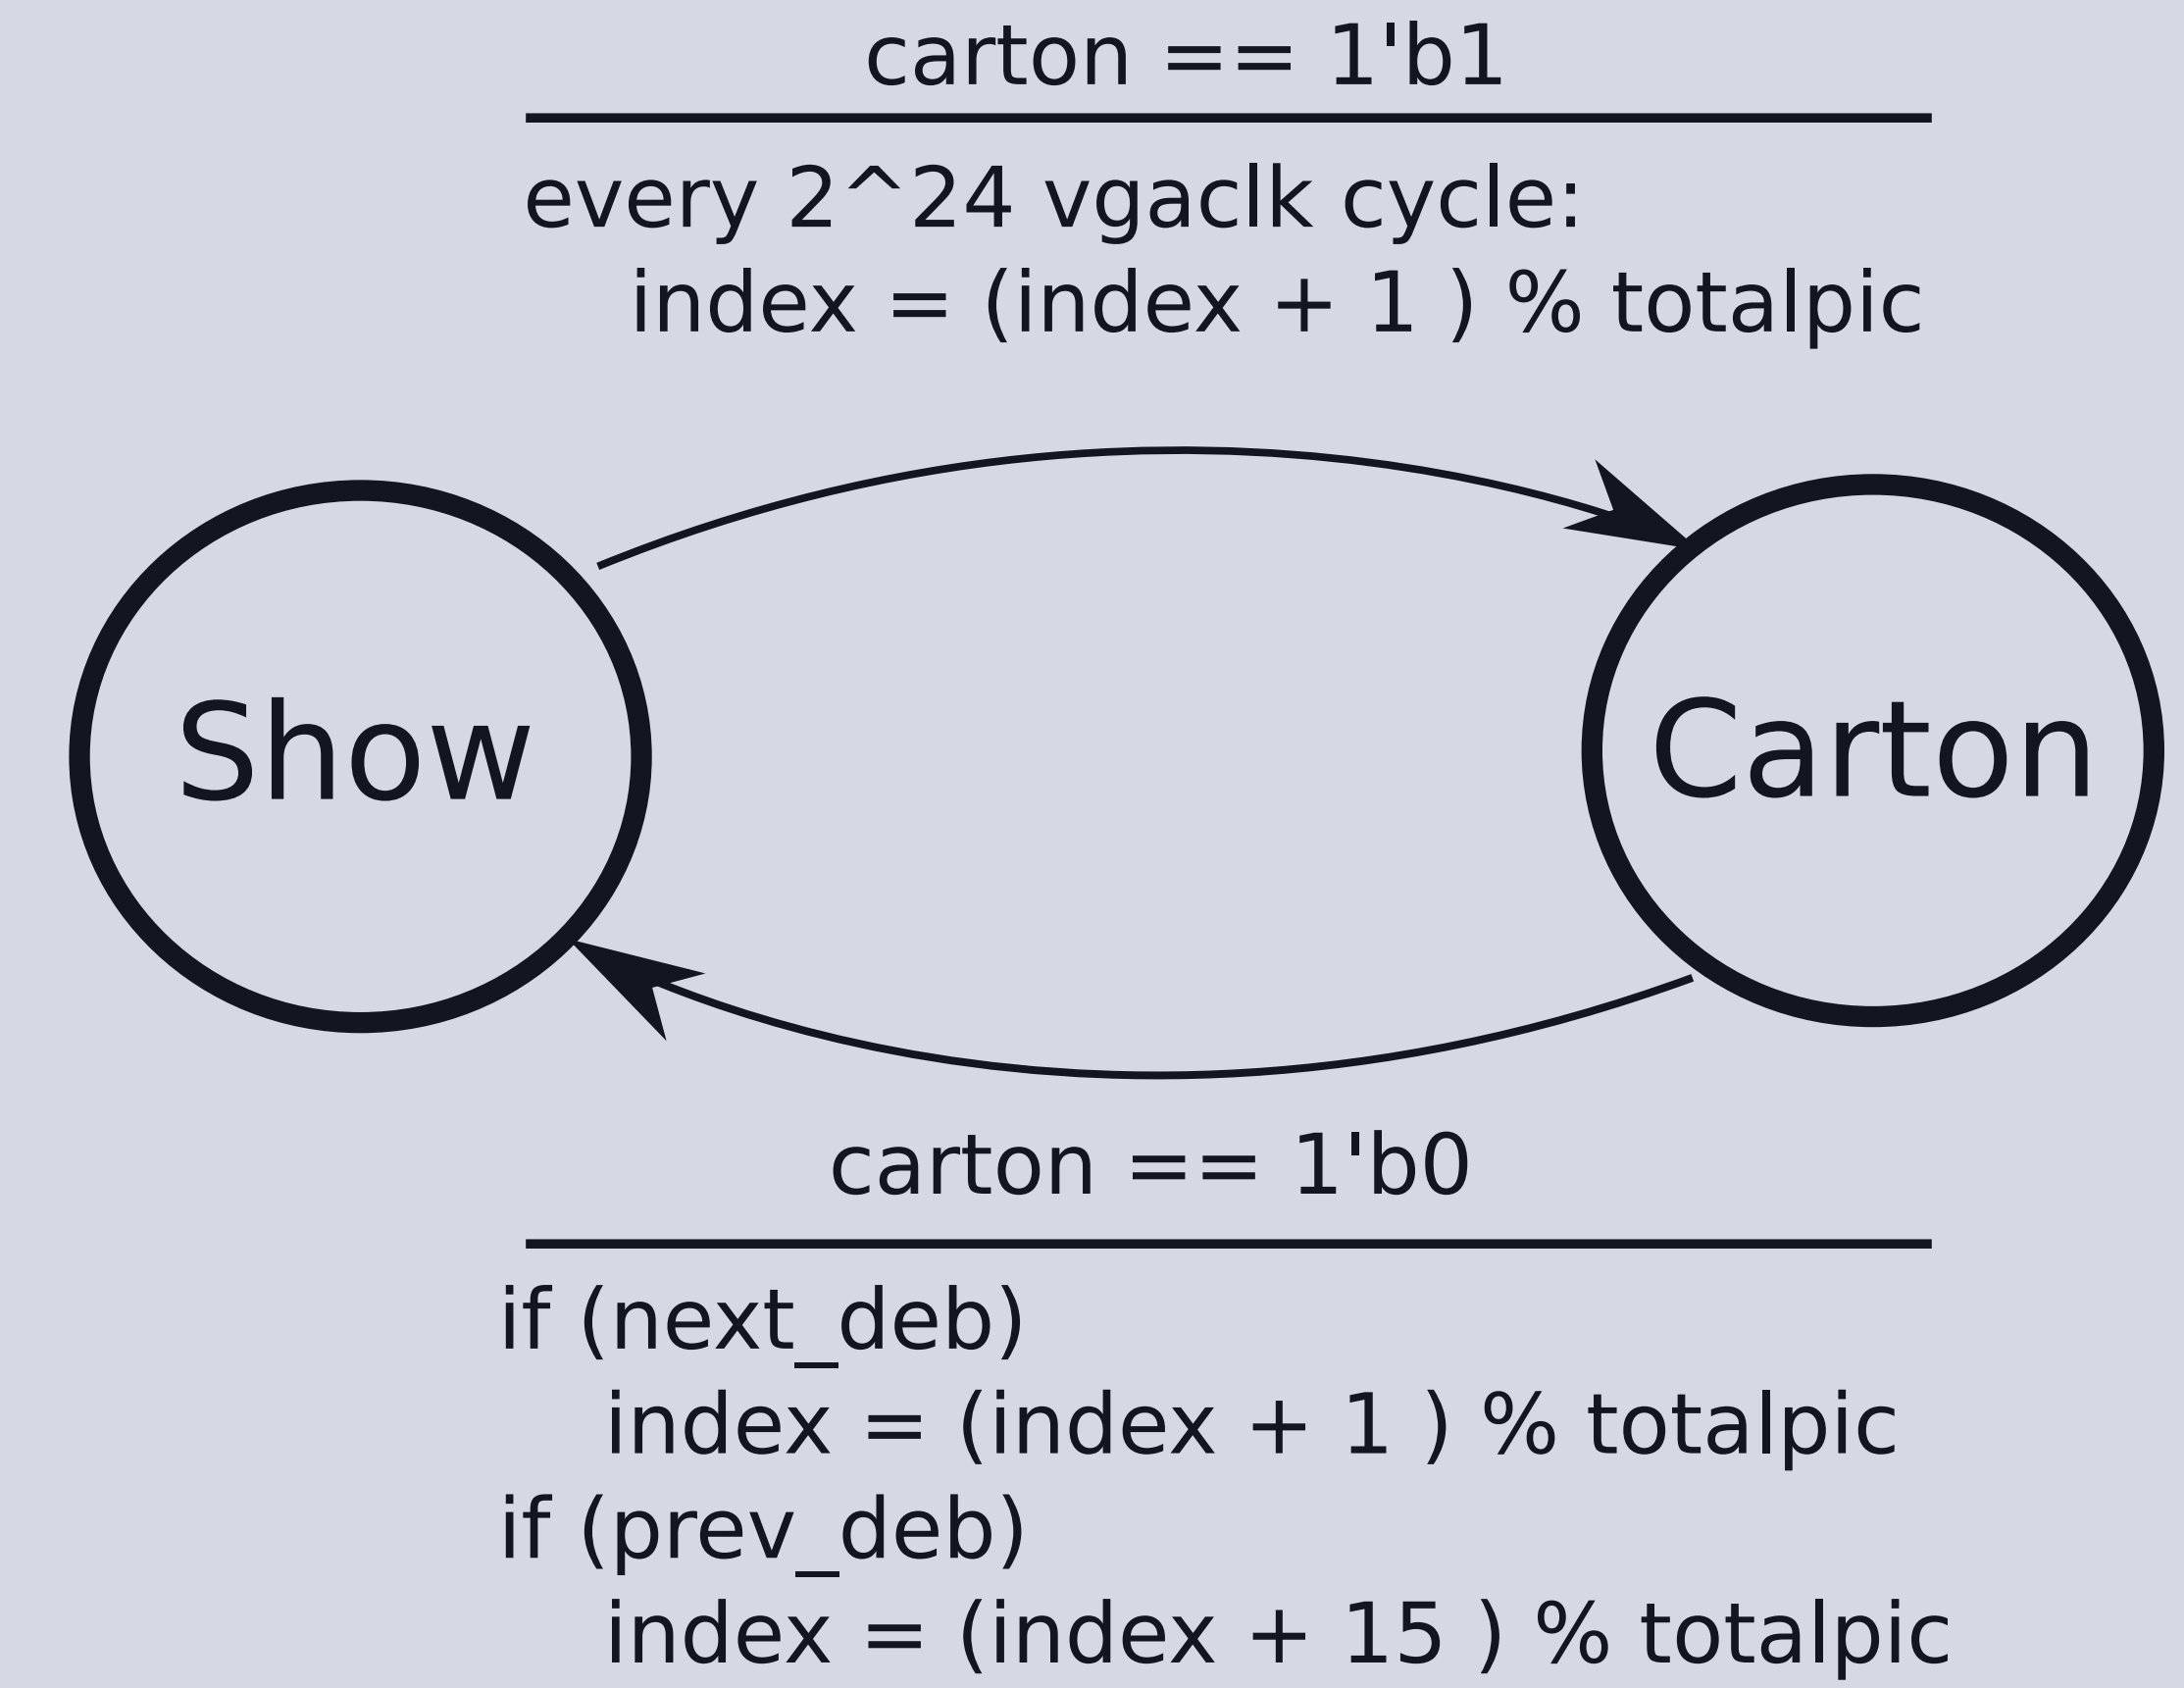 carton == 1'b1
every 2^24 vgaclk cycle:
index = (index + 1 ) % totalpic
Show
Carton
carton == 1'b0
if (next_deb)
index = (index + 1 ) % totalpic
if (prev_deb)
index = (index + 15 ) % totalpic